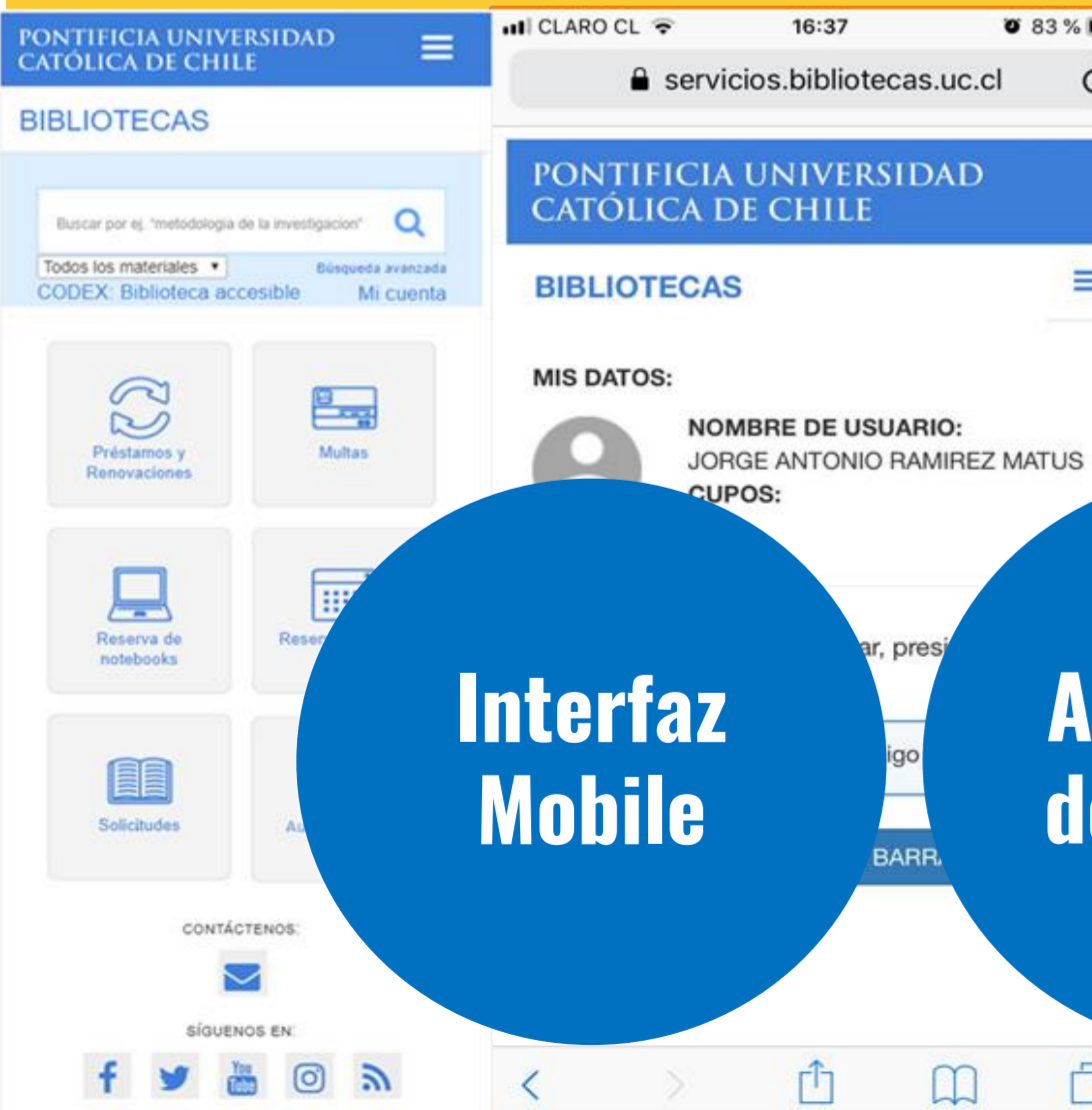 PONTIFICIA UNIVERSIDAD
CATÓLICA DE CHILE
BIBLIOTECAS
Buscar por ej. "metodologia de la investigacion"
Todos los materiales
Búsqueda avanzada
CODEX: Biblioteca accesible
Mi cuenta
Préstamos y
Renovaciones
Multas
Reserva de
notebooks
Solicitudes
CONTÁCTENOS:
SÍGUENOS EN:
You
Tube
CLARO CL
16:37
83 %
servicios.bibliotecas.uc.cl
PONTIFICIA UNIVERSIDAD
CATÓLICA DE CHILE
BIBLIOTECAS
MIS DATOS:
NOMBRE DE USUARIO:
JORGE ANTONIO RAMIREZ MATUS
CUPOS:
Interfaz
Mobile